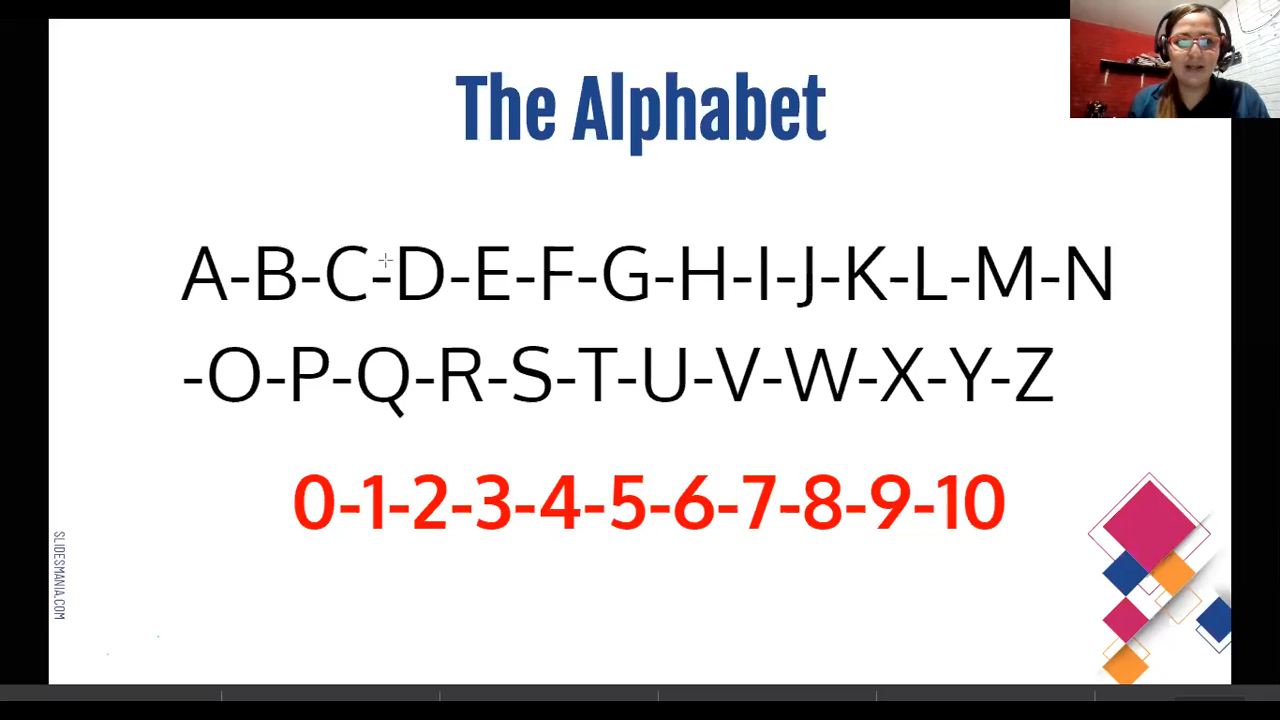 The Alphabet
A-B-C-D-E-F-G-H-I-J-K-L-M-N
-O-P-Q-R-S-T-U-V-W-X-Y-Z
0-1-2-3-4-5-6-7-8-9-10
SLIDESMANIA.COM